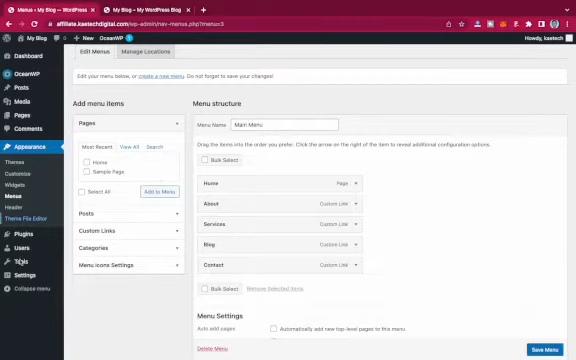 Menus ‹ My Blog — WordPress
My Blog — WordPress
affiliate.kaetechdigital.com/wp-admin/nav-menus.php?menu=3
My Blog
0
New
OceanWP
Howdy, kaetech
Dashboard
OceanWP
Posts
Media
Pages
Comments
Appearance
Themes
Customize
Widgets
Menus
Header
Theme File Editor
Plugins
Users
Tools
Settings
Collapse menu
Edit Menus
Manage Locations
Edit your menu below, or create a new menu. Do not forget to save your changes!
Add menu items
Pages
Most Recent
View All
Search
Home
Sample Page
Select All
Add to Menu
Posts
Custom Links
Categories
Menu Icons Settings
Menu structure
Menu Name
Main Menu
Drag the items into the order you prefer. Click the arrow on the right of the item to reveal additional configuration options.
Bulk Select
Home Page
About Custom Link
Services Custom Link
Blog Custom Link
Contact Custom Link
Bulk Select
Remove Selected Items
Menu Settings
Auto add pages
Automatically add new top-level pages to this menu
Delete Menu
Save Menu